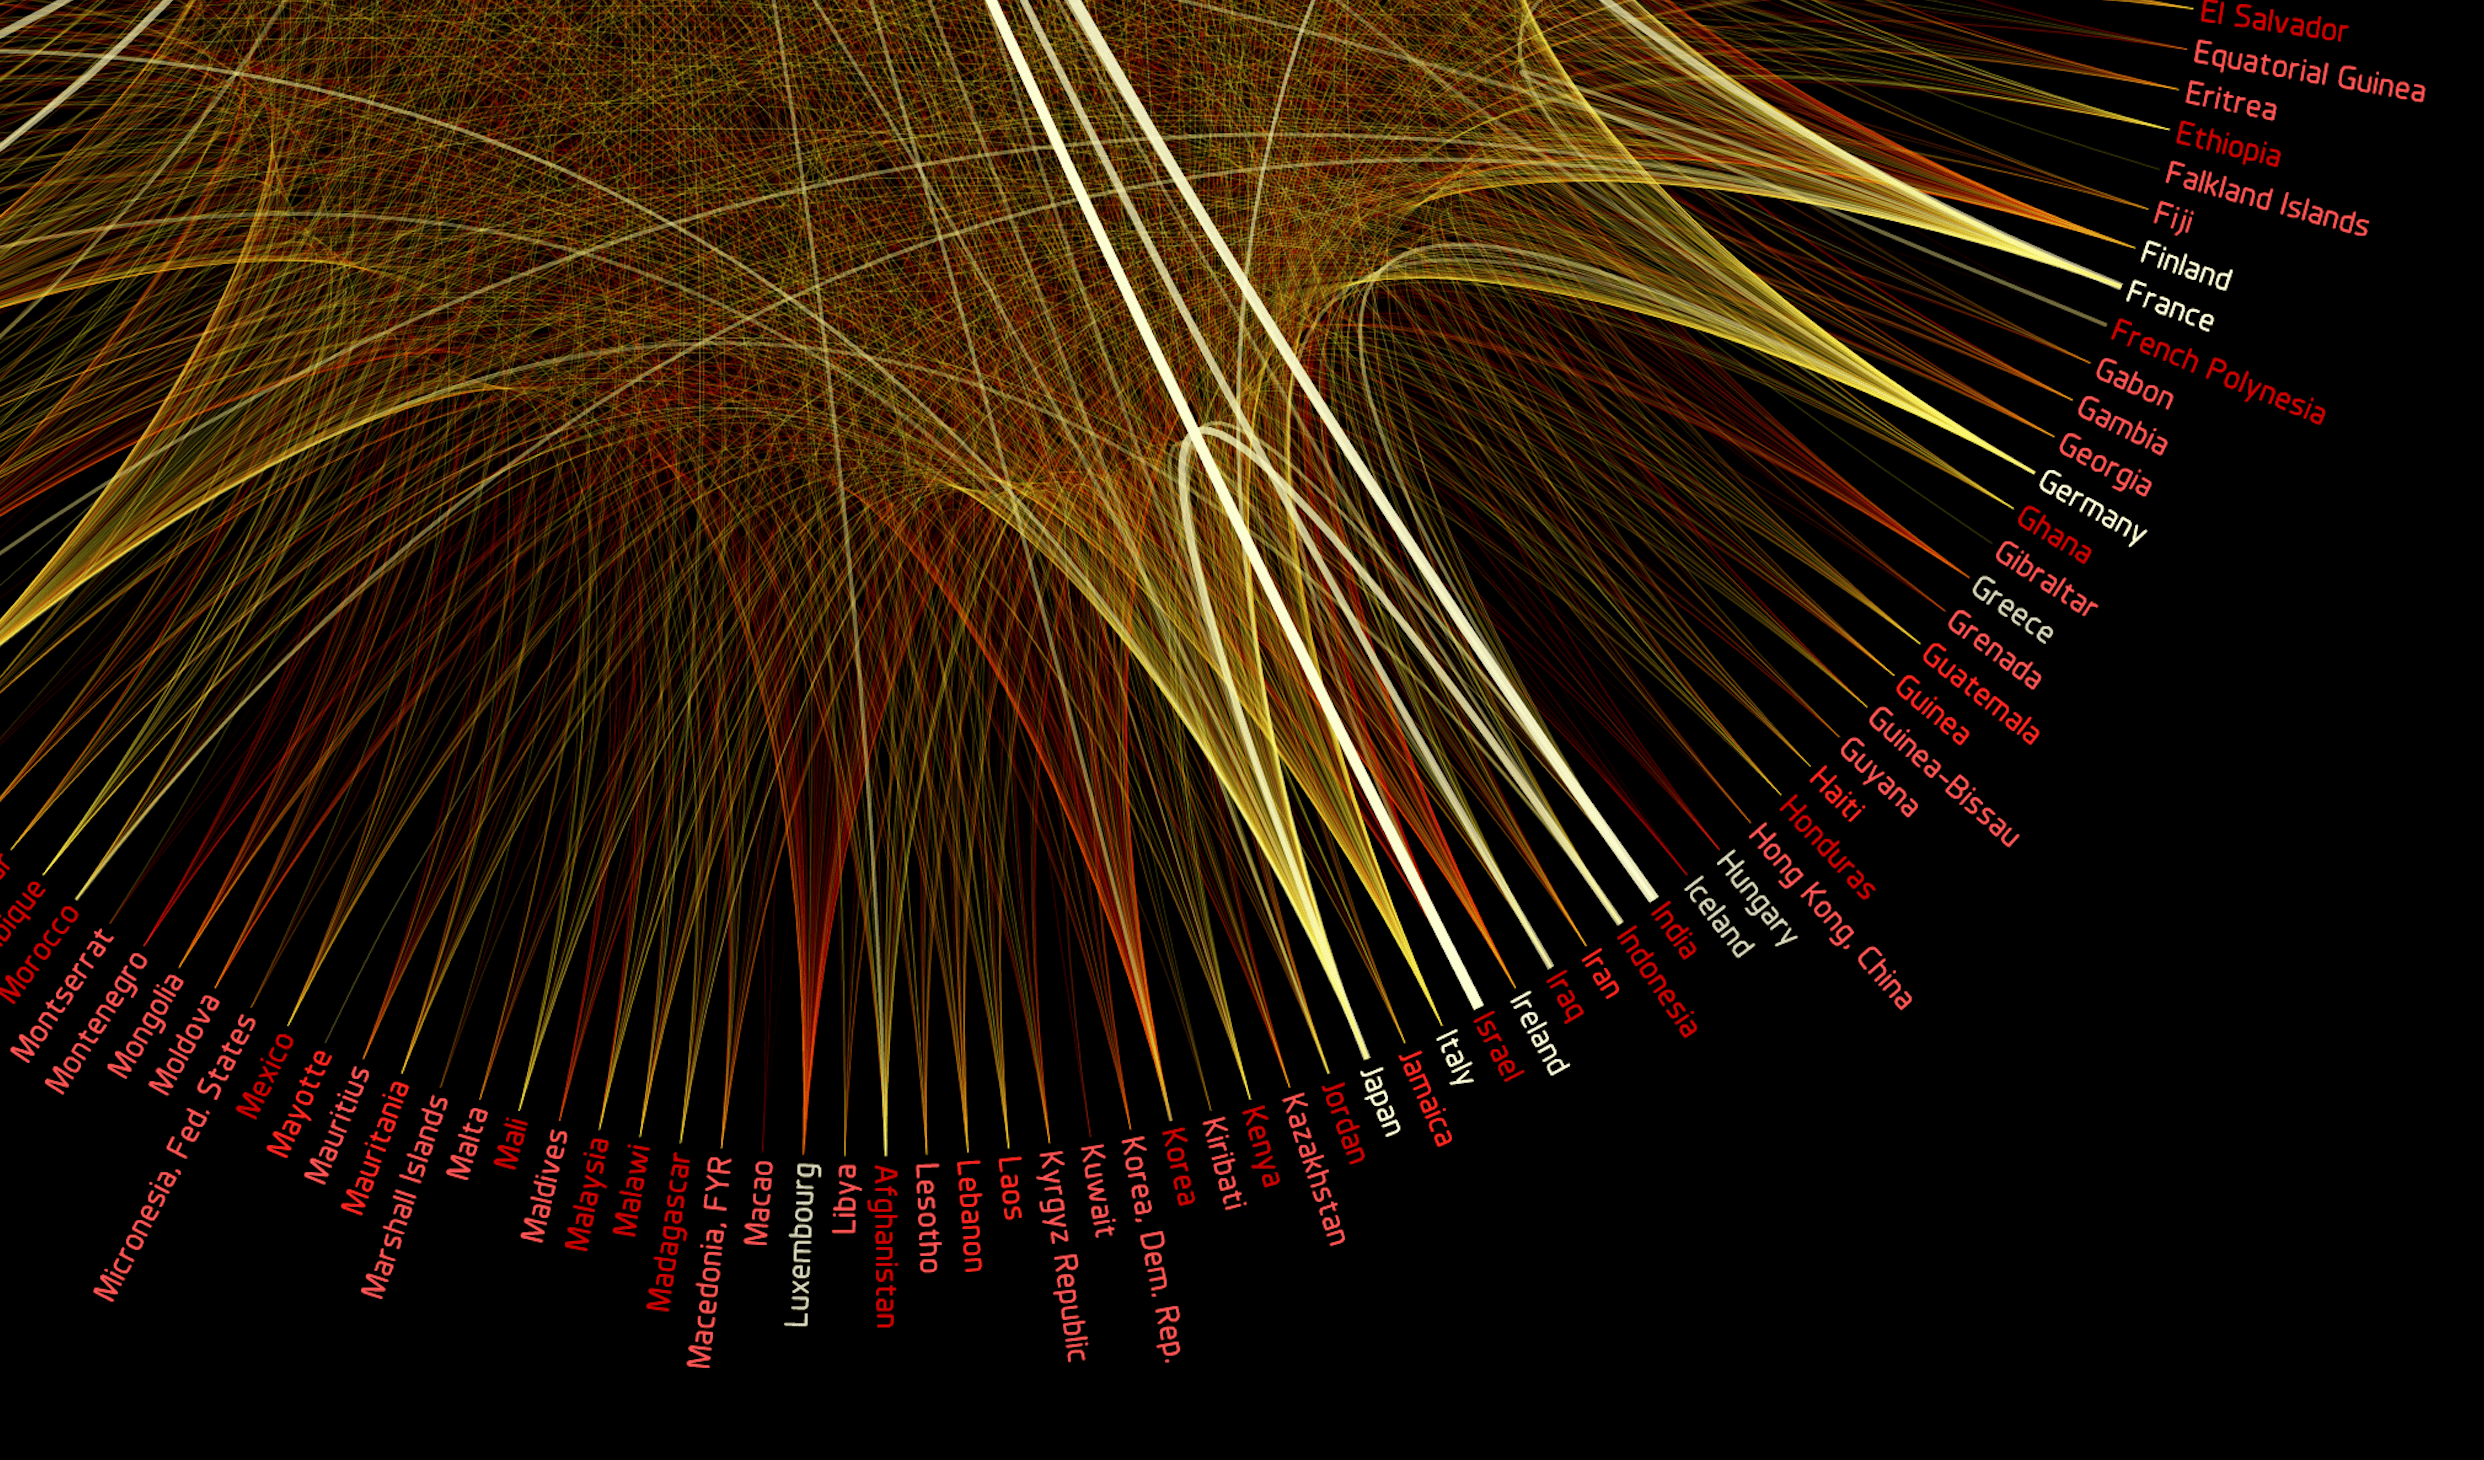 El Salvador
Equatorial Guinea
Eritrea
Ethiopia
Falkland Islands
Fiji
Finland
France
French Polynesia
Gabon
Gambia
Georgia
Germany
Ghana
Gibraltar
Greece
Grenada
Guatemala
Guinea
Guinea-Bissau
Guyana
Haiti
Honduras
Hong Kong, China
Hungary
Iceland
India
Indonesia
Iran
Iraq
Ireland
Israel
Italy
Jamaica
Japan
Jordan
Kazakhstan
Kenya
Kiribati
Korea
Korea, Dem. Rep.
Kuwait
Kyrgyz Republic
Laos
Lebanon
Lesotho
Afghanistan
Libya
Luxembourg
Macao
Macedonia, FYR
Madagascar
Malawi
Malaysia
Maldives
Mali
Malta
Marshall Islands
Mauritania
Mauritius
Mayotte
Mexico
Micronesia, Fed. States
Moldova
Mongolia
Montenegro
Montserrat
Morocco